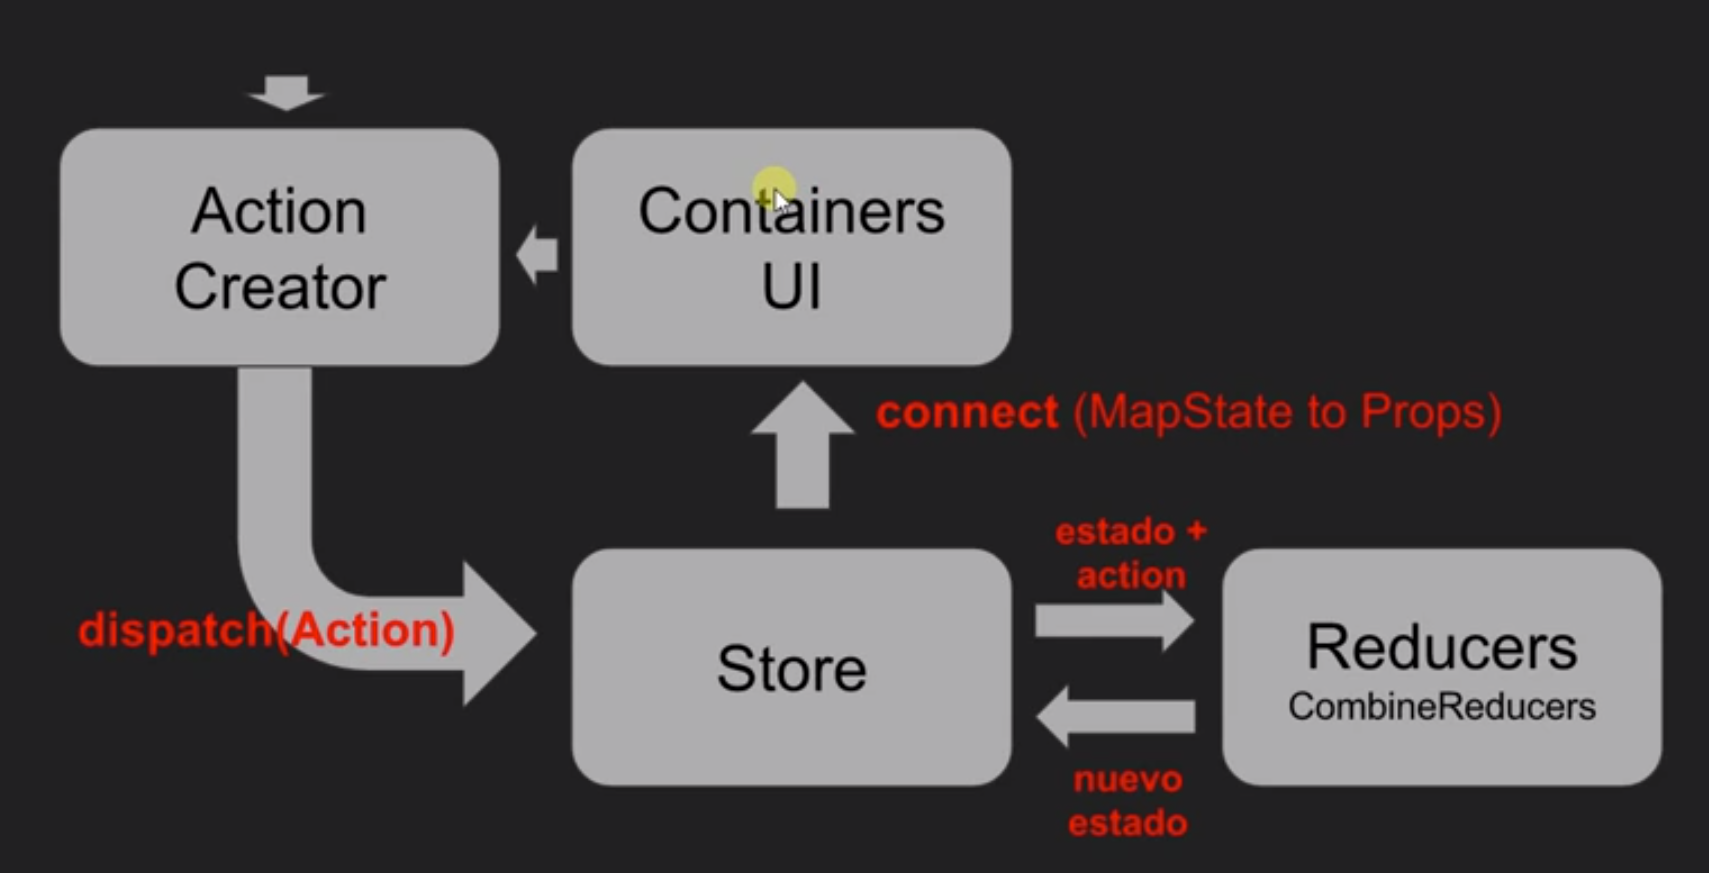 Action
Creator
Containers
UI
connect (MapState to Props)
estado +
action
dispatch(Action)
Store
Reducers
CombineReducers
nuevo
estado